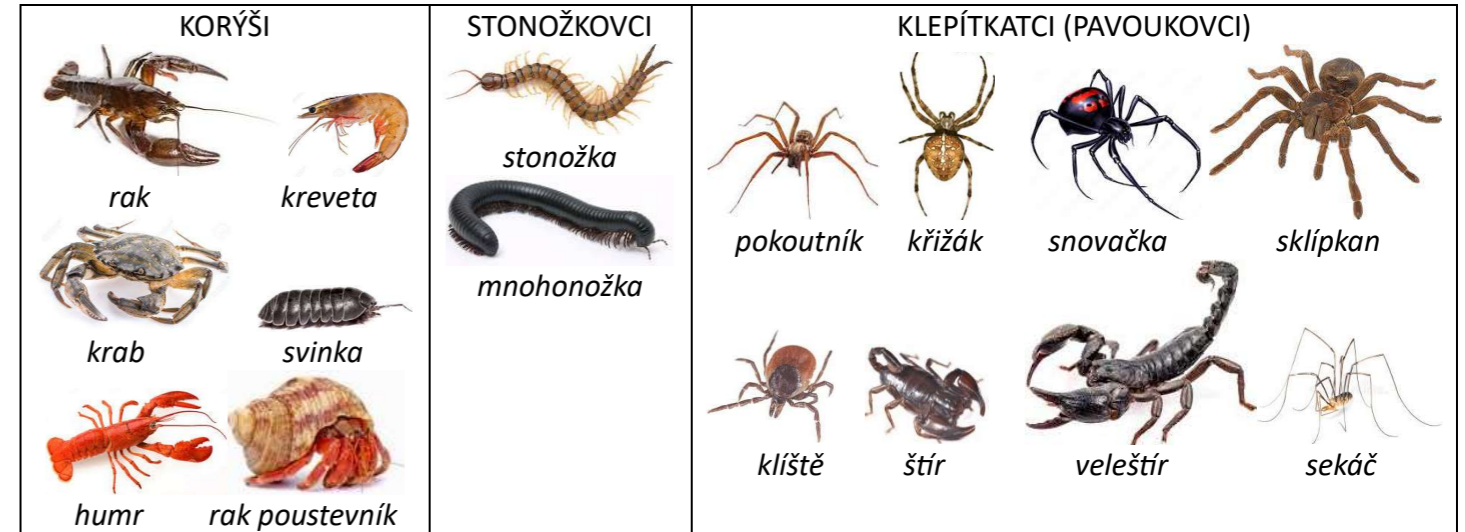 KORÝŠI
rak kreveta
krab svinka
humr rak poustevník
STONOŽKOVCI
stonožka
mnohonožka
KLEPÍTKATCI (PAVOUKOVCI)
pokoutník křižák snovačka sklípkan
klíště štír veleštír sekáč